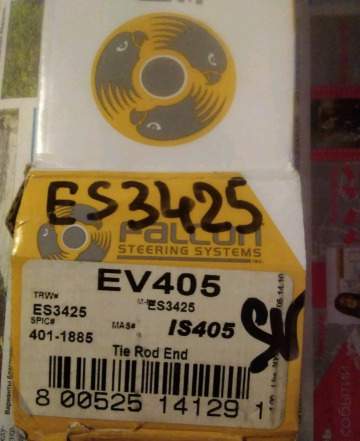 ES3425
FALCON
STEERING SYSTEMS
EV405
TRW#
ES3425
ES3425
SPIC#
MAS#
IS405
401-1885
Tie Rod End
8 00525 14129 1